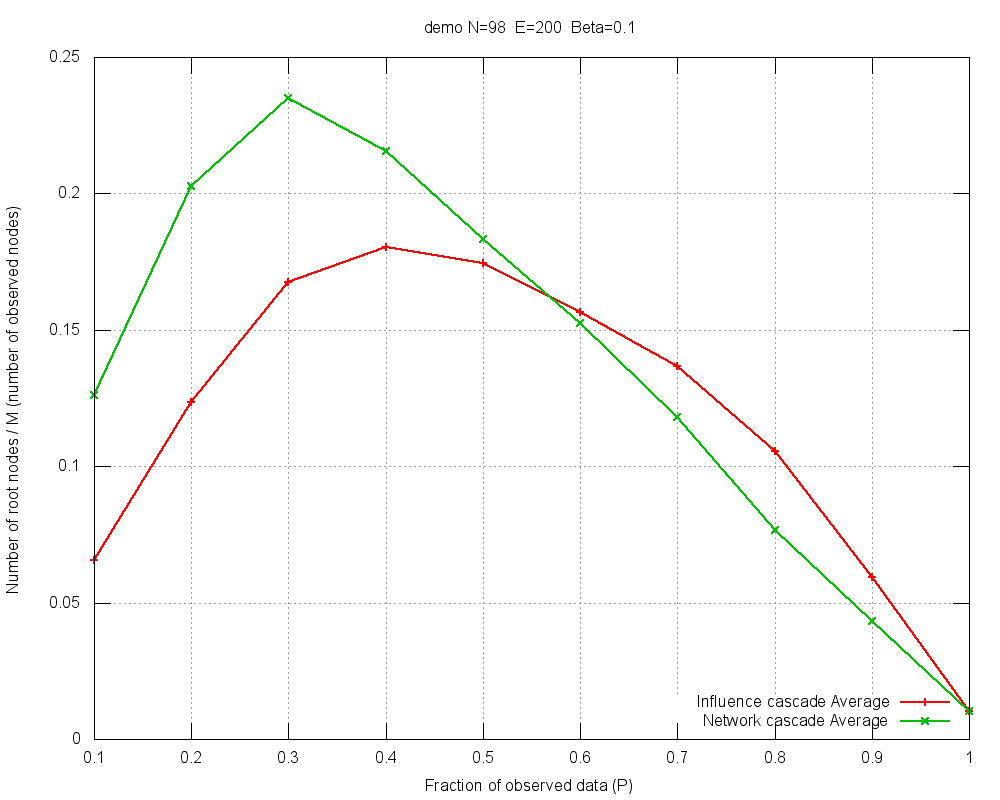 demo N=98 E=200 Beta=0.1
0.25
0.2
0.15
0.1
0.05
0
Number of root nodes / M (number of observed nodes)
Influence cascade Average
Network cascade Average
0.1 0.2 0.3 0.4 0.5 0.6 0.7 0.8 0.9 1
Fraction of observed data (P)